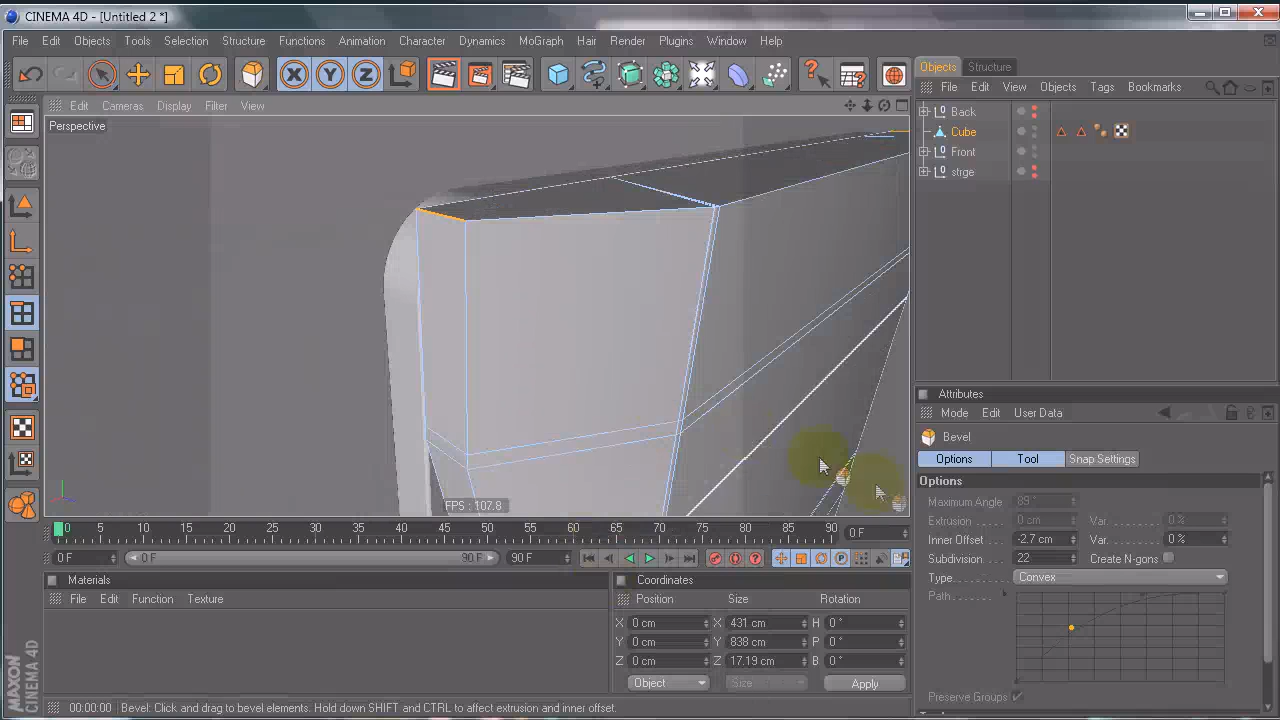 CINEMA 4D - [Untitled 2 *]
File Edit Objects Tools Selection Structure Functions Animation Character Dynamics MoGraph Hair Render Plugins Window Help
X Y Z
Objects Structure
Edit Cameras Display Filter View
File Edit View Objects Tags Bookmarks
Perspective
Back
Cube
Front
strge
Attributes
Mode Edit User Data
Bevel
Options Tool Snap Settings
Options
Maximum Angle 89 °
Extrusion 0 cm Var. 0 %
Inner Offset -2.7 cm Var. 0 %
Subdivision 22 Create N-gons
Type Convex
Path
Preserve Groups
FPS : 107.8
0 5 10 15 20 25 30 35 40 45 50 55 60 65 70 75 80 85 90 0 F
0 F 0 F 90 F 90 F
Materials
File Edit Function Texture
Coordinates
Position Size Rotation
X 0 cm X 431 cm H 0 °
Y 0 cm Y 838 cm P 0 °
Z 0 cm Z 17.19 cm B 0 °
Object Size Apply
MAXON CINEMA 4D
00:00:00 Bevel: Click and drag to bevel elements. Hold down SHIFT and CTRL to affect extrusion and inner offset.